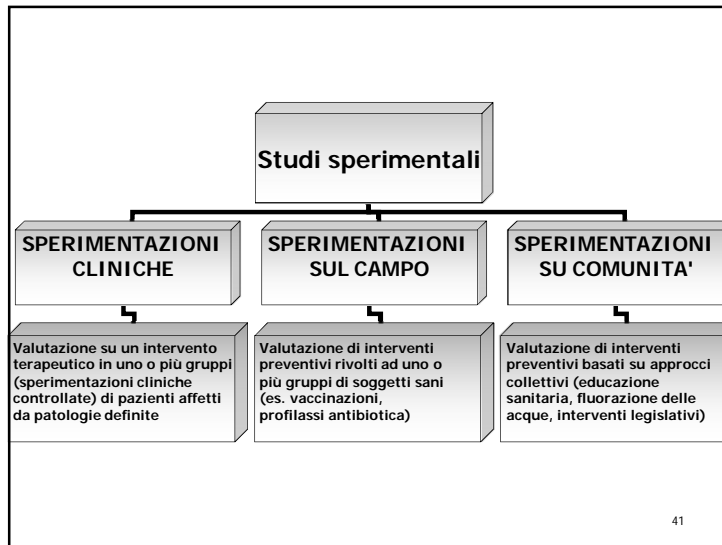 Studi sperimentali
SPERIMENTAZIONI
CLINICHE
SPERIMENTAZIONI
SUL CAMPO
SPERIMENTAZIONI
SU COMUNITA'
Valutazione su un intervento
terapeutico in uno o più gruppi
(sperimentazioni cliniche
controllate) di pazienti affetti
da patologie definite
Valutazione di interventi
preventivi rivolti ad uno o
più gruppi di soggetti sani
(es. vaccinazioni,
profilassi antibiotica)
Valutazione di interventi
preventivi basati su approcci
collettivi (educazione
sanitaria, fluorazione delle
acque, interventi legislativi)
41